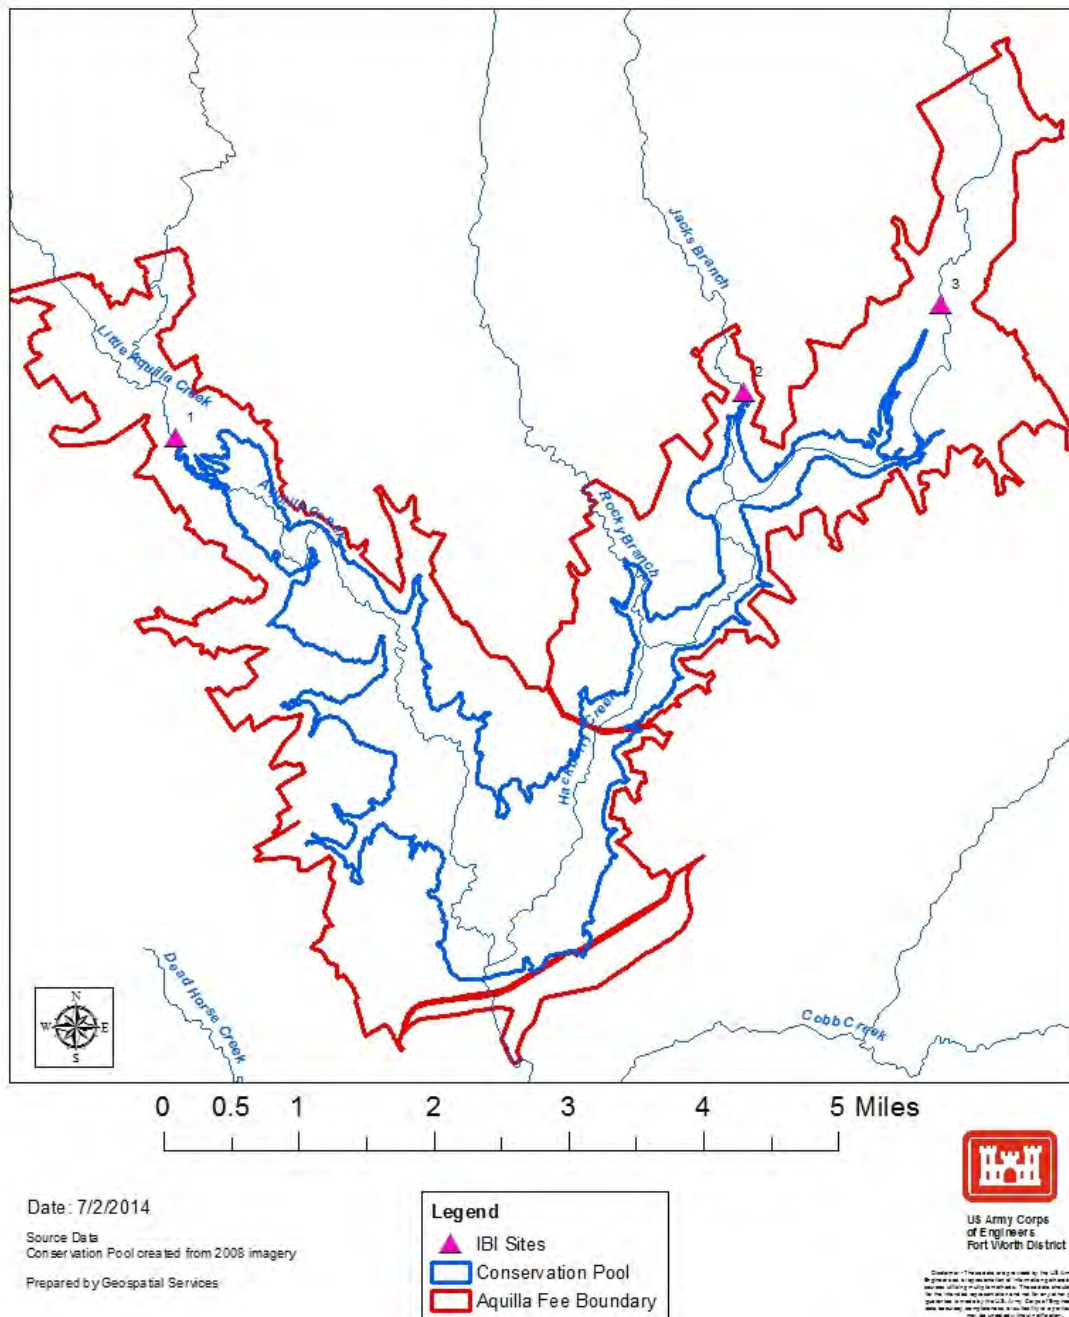 Jacks Branch
3
2
Little Aquilla Creek
1
Aquilla Creek
Rocky Branch
Hackberry Creek
Dead Horse Creek
Cobb Creek
N
W E
S
0 0.5 1 2 3 4 5 Miles
Date: 7/2/2014
Source Data
Conservation Pool created from 2008 imagery
Prepared by Geospatial Services
Legend
IBI Sites
Conservation Pool
Aquilla Fee Boundary
US Army Corps
of Engineers
Fort Worth District